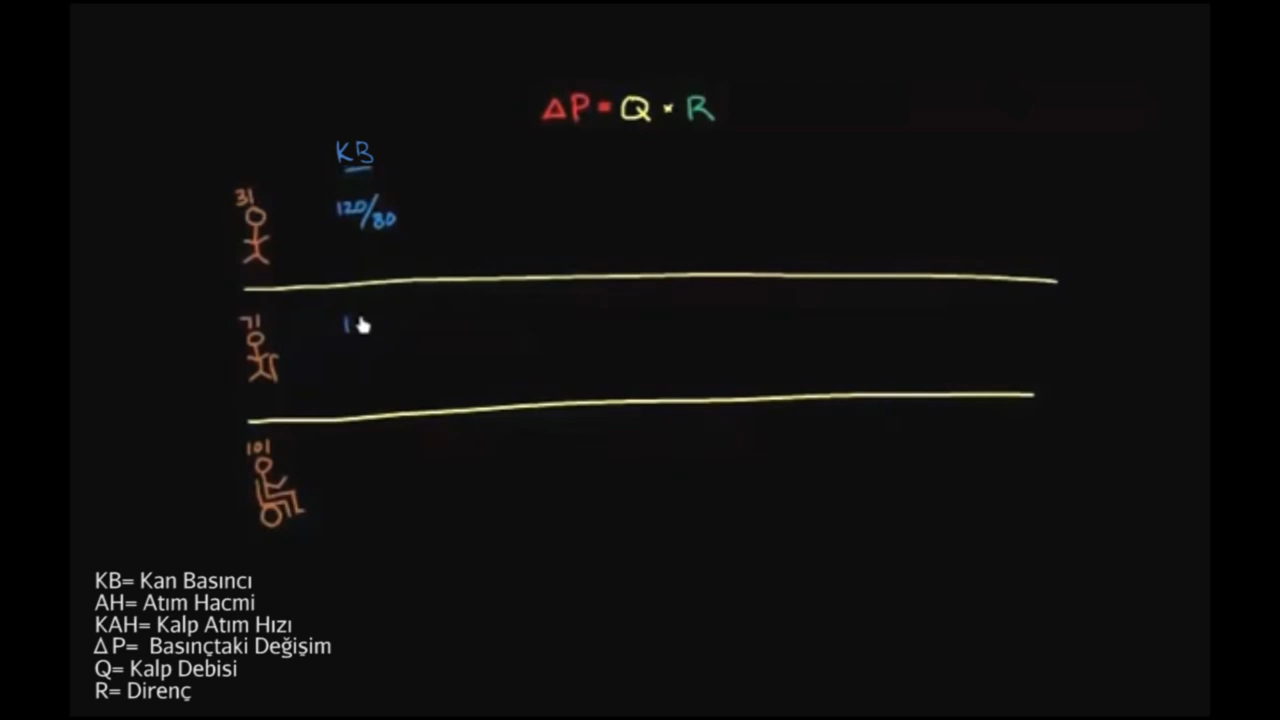 ΔP = Q * R
KB
31
120/80
71
1
101
KB= Kan Basıncı
AH= Atım Hacmi
KAH= Kalp Atım Hızı
Δ P= Basınçtaki Değişim
Q= Kalp Debisi
R= Direnç